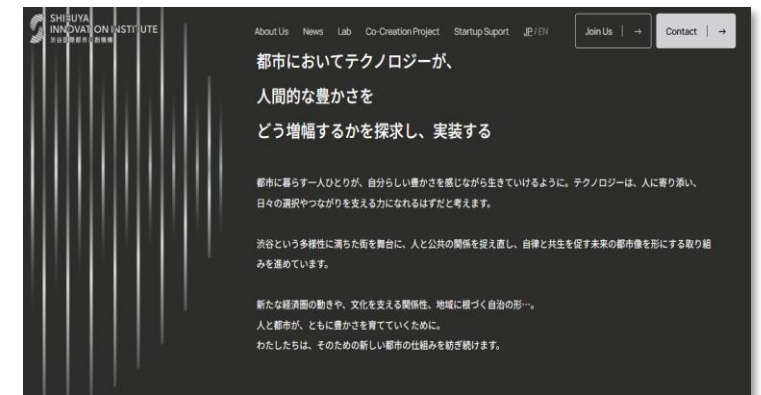 SHIBUYA
INNOVATION INSTITUTE
About Us News Lab Co-Creation Project Startup Suport JP / EN Join Us → Contact →
都市においてテクノロジーが、
人間的な豊かさを
どう増幅するかを探求し、実装する
都市に暮らす一人ひとりが、自分らしい豊かさを感じながら生きていけるように。テクノロジーは、人に寄り添い、
日々の選択やつながりを支える力になれるはずだと考えます。
渋谷という多様性に満ちた街を舞台に、人と公共の関係を捉え直し、自律と共生を促す未来の都市像を形にする取り組
みを進めています。
新たな経済圏の動きや、文化を支える関係性、地域に根づく自治の形…。
人と都市が、ともに豊かさを育てていくために。
わたしたちは、そのための新しい都市の仕組みを紡ぎ続けます。